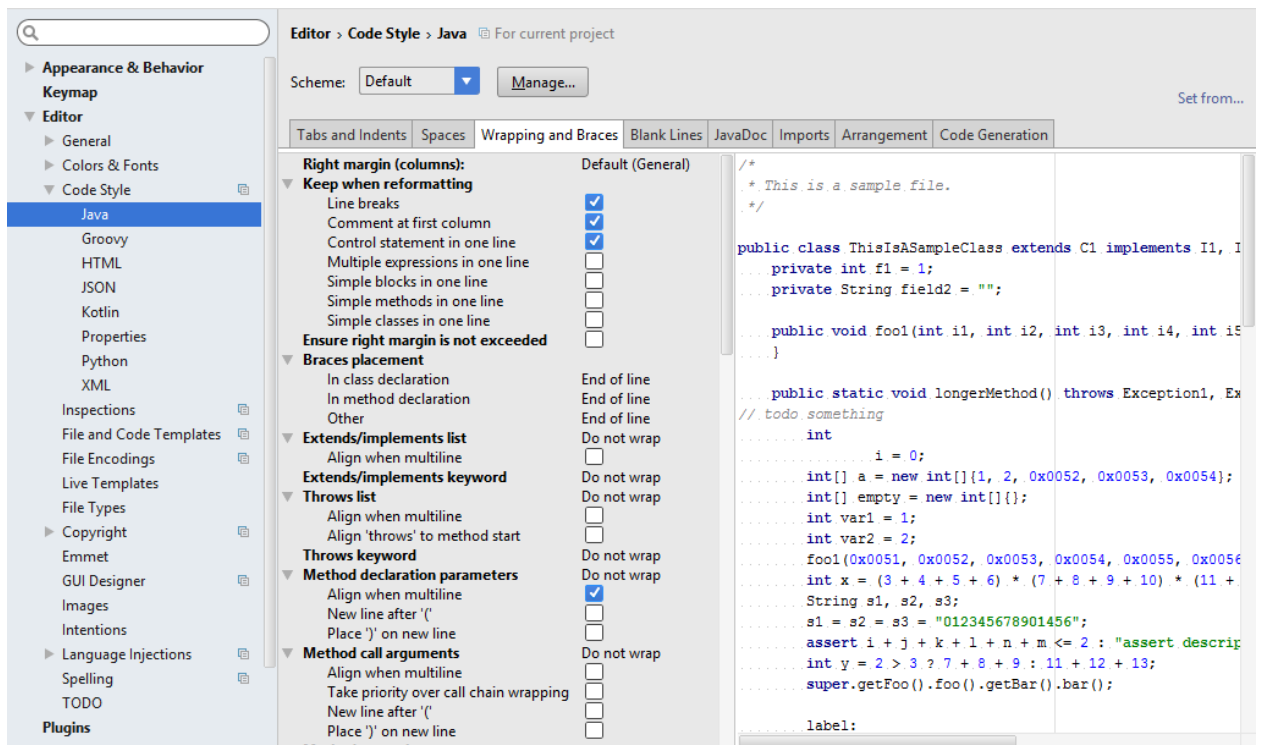 Editor › Code Style › Java For current project
Scheme: Default Manage...
Set from...
Appearance & Behavior
Keymap
Editor
General
Colors & Fonts
Code Style
Java
Groovy
HTML
JSON
Kotlin
Properties
Python
XML
Inspections
File and Code Templates
File Encodings
Live Templates
File Types
Copyright
Emmet
GUI Designer
Images
Intentions
Language Injections
Spelling
TODO
Plugins
Tabs and Indents Spaces Wrapping and Braces Blank Lines JavaDoc Imports Arrangement Code Generation
Right margin (columns): Default (General)
Keep when reformatting
Line breaks
Comment at first column
Control statement in one line
Multiple expressions in one line
Simple blocks in one line
Simple methods in one line
Simple classes in one line
Ensure right margin is not exceeded
Braces placement
In class declaration End of line
In method declaration End of line
Other End of line
Extends/implements list Do not wrap
Align when multiline
Extends/implements keyword Do not wrap
Throws list Do not wrap
Align when multiline
Align 'throws' to method start
Throws keyword Do not wrap
Method declaration parameters Do not wrap
Align when multiline
New line after '('
Place ')' on new line
Method call arguments Do not wrap
Align when multiline
Take priority over call chain wrapping
New line after '('
Place ')' on new line
/*
 * This is a sample file.
 */
public class ThisIsASampleClass extends C1 implements I1, I
private int f1 = 1;
private String field2 = "";
public void foo1(int i1, int i2, int i3, int i4, int i5
}
public static void longerMethod() throws Exception1, Ex
// todo something
int
i = 0;
int[] a = new int[]{1, 2, 0x0052, 0x0053, 0x0054};
int[] empty = new int[]{};
int var1 = 1;
int var2 = 2;
foo1(0x0051, 0x0052, 0x0053, 0x0054, 0x0055, 0x0056
int x = (3 + 4 + 5 + 6) * (7 + 8 + 9 + 10) * (11 +
String s1, s2, s3;
s1 = s2 = s3 = "012345678901456";
assert i + j + k + l + n + m <= 2 : "assert descrip
int y = 2 > 3 ? 7 + 8 + 9 : 11 + 12 + 13;
super.getFoo().foo().getBar().bar();
label: